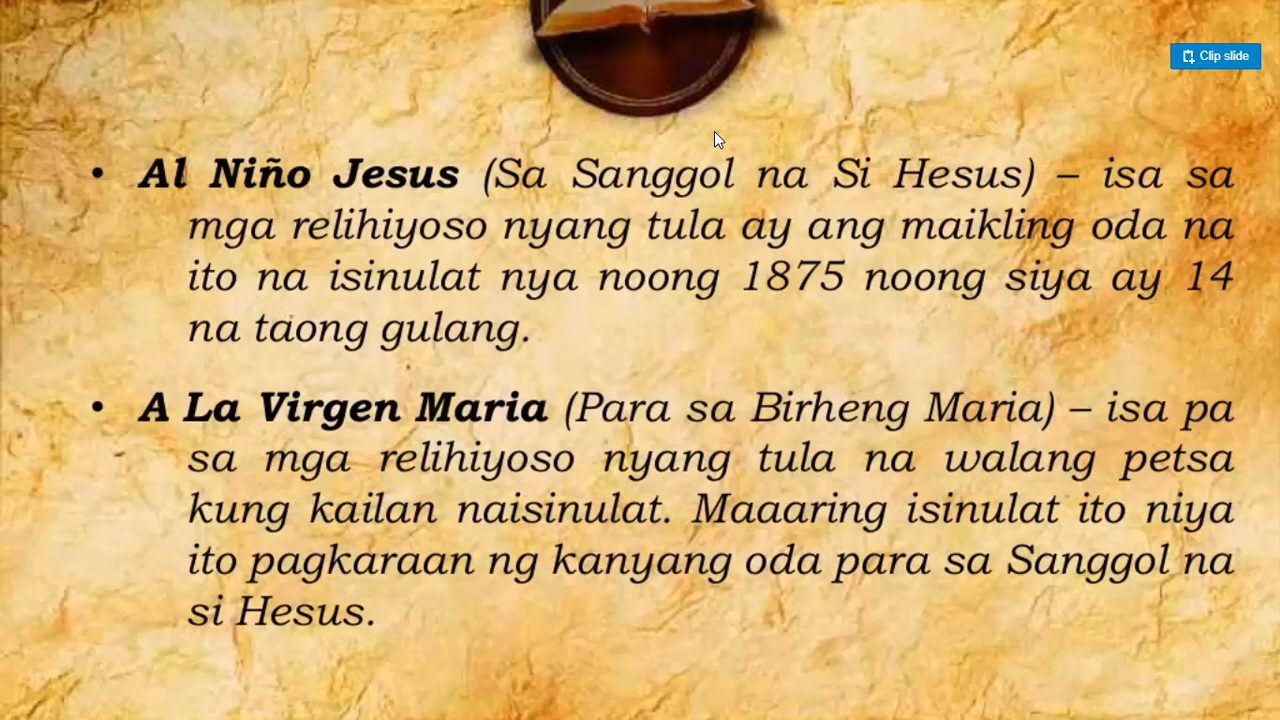 Clip slide
• Al Niño Jesus (Sa Sanggol na Si Hesus) – isa sa
mga relihiyoso nyang tula ay ang maikling oda na
ito na isinulat nya noong 1875 noong siya ay 14
na taong gulang.
• A La Virgen Maria (Para sa Birheng Maria) – isa pa
sa mga relihiyoso nyang tula na walang petsa
kung kailan naisinulat. Maaaring isinulat ito niya
ito pagkaraan ng kanyang oda para sa Sanggol na
si Hesus.